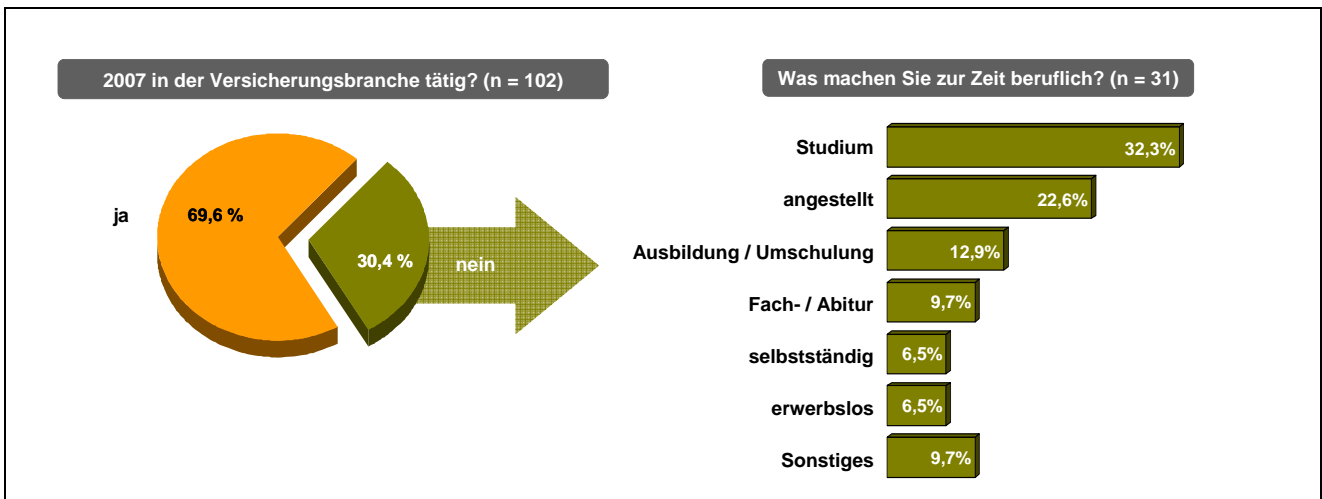 2007 in der Versicherungsbranche tätig? (n = 102)
ja
69,6 %
30,4 %
nein
Was machen Sie zur Zeit beruflich? (n = 31)
Studium
32,3%
angestellt
22,6%
Ausbildung / Umschulung
12,9%
Fach- / Abitur
9,7%
selbstständig
6,5%
erwerbslos
6,5%
Sonstiges
9,7%